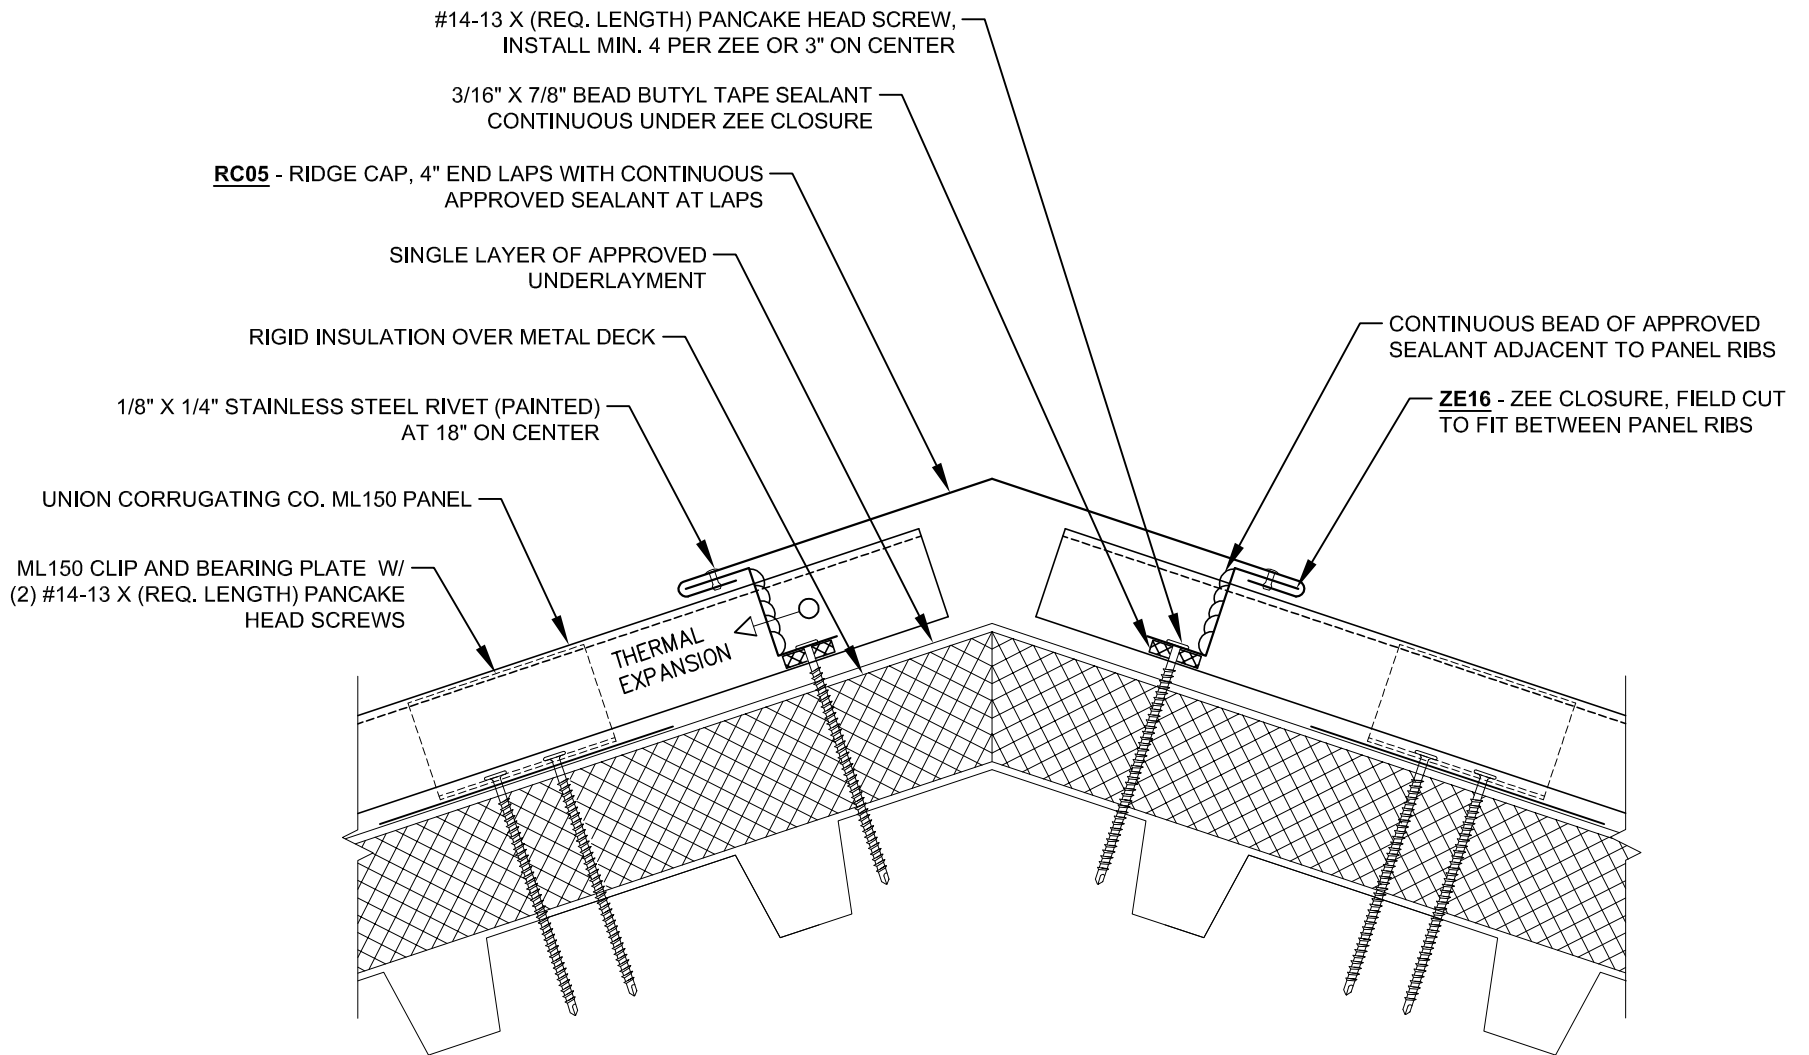 #14-13 X (REQ. LENGTH) PANCAKE HEAD SCREW,
INSTALL MIN. 4 PER ZEE OR 3" ON CENTER
3/16" X 7/8" BEAD BUTYL TAPE SEALANT
CONTINUOUS UNDER ZEE CLOSURE
RC05 - RIDGE CAP, 4" END LAPS WITH CONTINUOUS
APPROVED SEALANT AT LAPS
SINGLE LAYER OF APPROVED
UNDERLAYMENT
RIGID INSULATION OVER METAL DECK
1/8" X 1/4" STAINLESS STEEL RIVET (PAINTED)
AT 18" ON CENTER
UNION CORRUGATING CO. ML150 PANEL
ML150 CLIP AND BEARING PLATE W/
(2) #14-13 X (REQ. LENGTH) PANCAKE
HEAD SCREWS
CONTINUOUS BEAD OF APPROVED
SEALANT ADJACENT TO PANEL RIBS
ZE16 - ZEE CLOSURE, FIELD CUT
TO FIT BETWEEN PANEL RIBS
THERMAL
EXPANSION